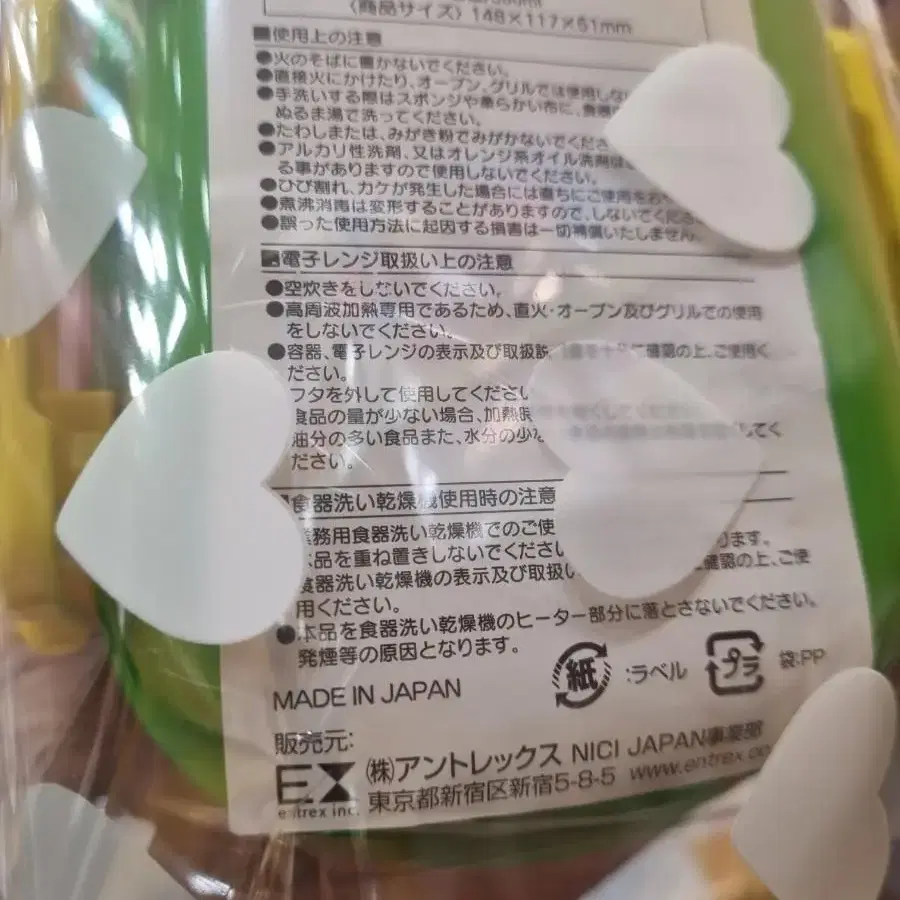 〈商品サイズ〉148×117×61mm
■使用上の注意
●火のそばに置かないでください。
●直接火にかけたり、オーブン、グリルでは使用しな
●手洗いする際はスポンジや柔らかい布に、食器
ぬるま湯で洗ってください。
●たわしまたは、みがき粉でみがかないでくださ
●アルカリ性洗剤、又はオレンジ系オイル洗剤は
る事がありますので使用しないでください。
●ひび割れ、カケが発生した場合には直ちにご使用を
●煮沸消毒は変形することがありますので、しないでくださ
●誤った使用方法に起因する損害は一切補償いたしません。
■電子レンジ取扱い上の注意
●空炊きをしないでください。
●高周波加熱専用であるため、直火・オーブン及びグリルでの使用
をしないでください。
●容器、電子レンジの表示及び取扱説 確認の上、ご使用く
ださい。
フタを外して使用してくださ
食品の量が少ない場合、加熱
油分の多い食品また、水分の少な してく
ださい。
食器洗い乾燥機使用時の注意
業務用食器洗い乾燥機でのご使 ります。
本品を重ね置きしないでくださ
食器洗い乾燥機の表示及び取扱い 確認の上、ご使
用ください。
●本品を食器洗い乾燥機のヒーター部分に落とさないでください。
発煙等の原因となります。
MADE IN JAPAN 紙:ラベル プラ 袋:PP
販売元:
EX (株)アントレックス NICI JAPAN事業部
entrex inc. 東京都新宿区新宿5-8-5 www.entrex.co